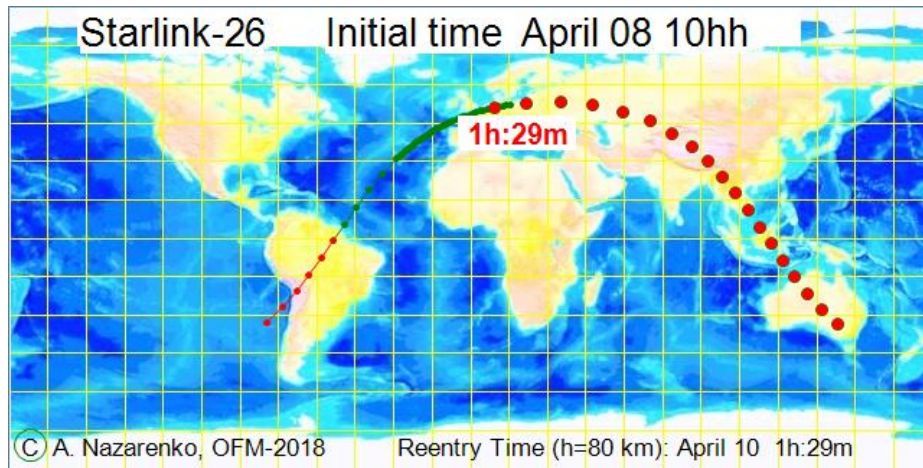 Starlink-26 Initial time April 08 10hh
1h:29m
© A. Nazarenko, OFM-2018 Reentry Time (h=80 km): April 10 1h:29m